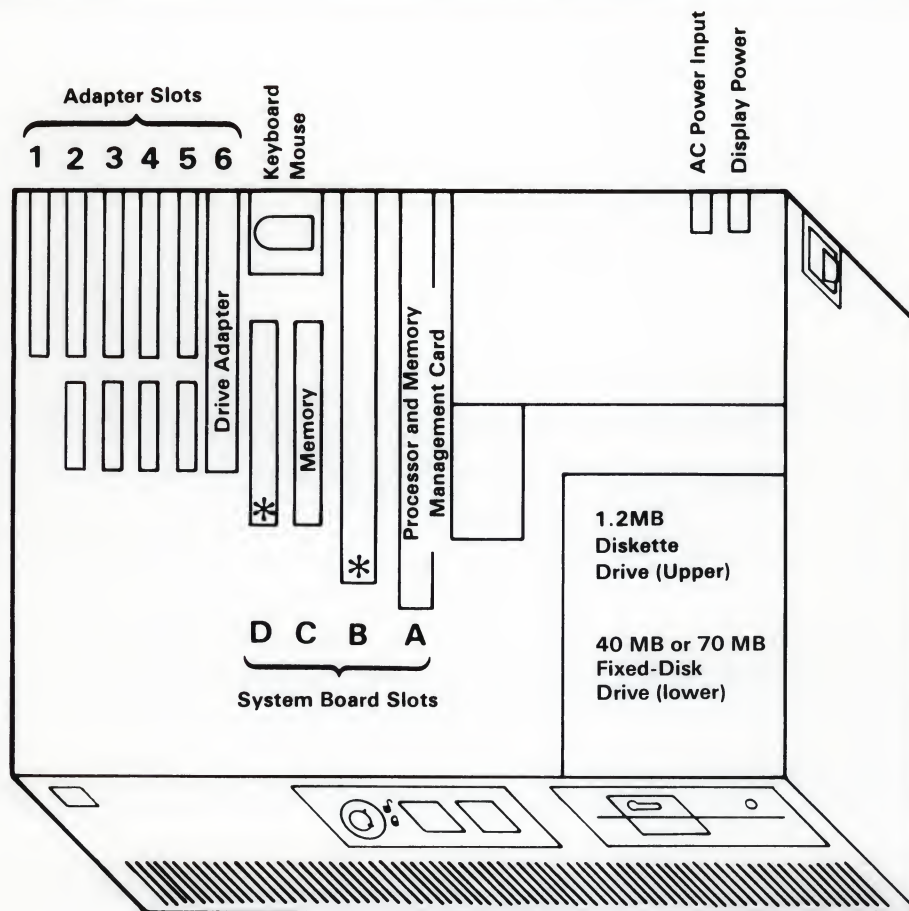 Adapter Slots
1 2 3 4 5 6
Keyboard
Mouse
AC Power Input
Display Power
Drive Adapter
*
Memory
*
Processor and Memory
Management Card
1.2MB
Diskette
Drive (Upper)
40 MB or 70 MB
Fixed-Disk
Drive (lower)
D C B A
System Board Slots